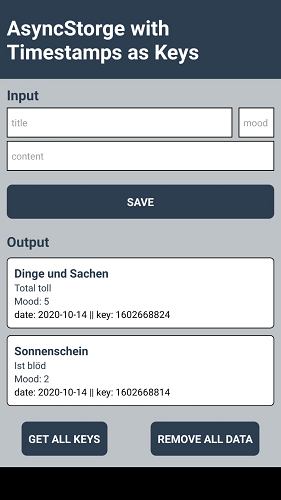 AsyncStorge with
Timestamps as Keys
Input
title
mood
content
SAVE
Output
Dinge und Sachen
Total toll
Mood: 5
date: 2020-10-14 || key: 1602668824
Sonnenschein
Ist blöd
Mood: 2
date: 2020-10-14 || key: 1602668814
GET ALL KEYS
REMOVE ALL DATA